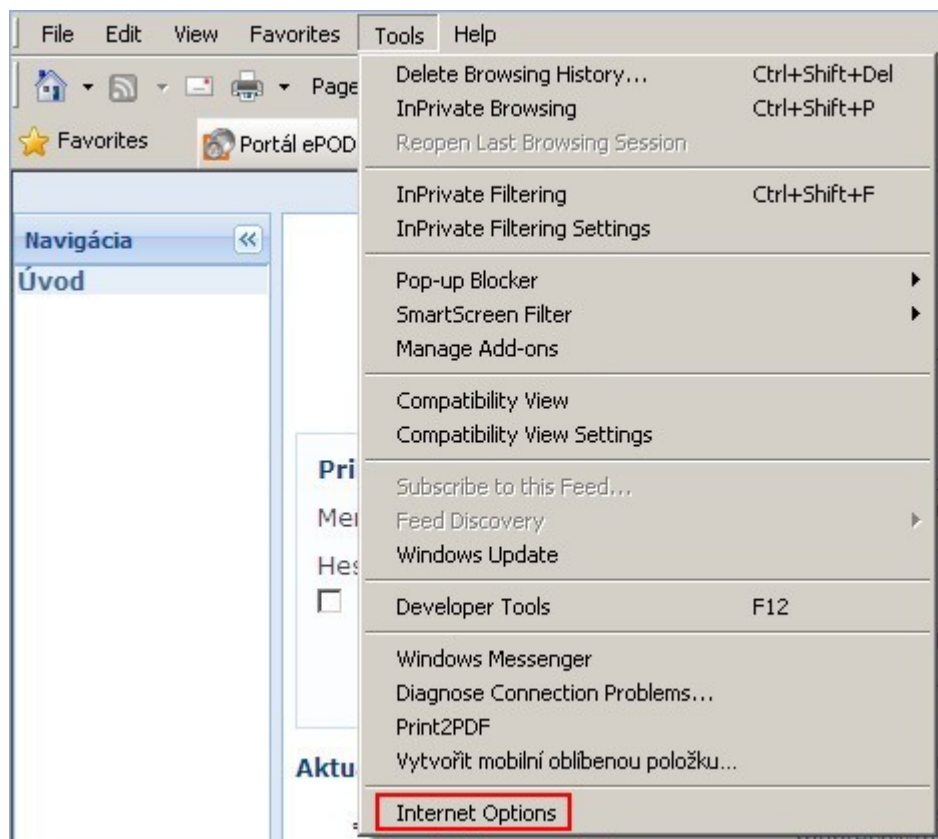 File Edit View Favorites Tools Help
Page
Favorites Portál ePOD
Navigácia
Úvod
Delete Browsing History... Ctrl+Shift+Del
InPrivate Browsing Ctrl+Shift+P
Reopen Last Browsing Session
InPrivate Filtering Ctrl+Shift+F
InPrivate Filtering Settings
Pop-up Blocker
SmartScreen Filter
Manage Add-ons
Compatibility View
Compatibility View Settings
Subscribe to this Feed...
Feed Discovery
Windows Update
Developer Tools F12
Windows Messenger
Diagnose Connection Problems...
Print2PDF
Vytvořit mobilní oblíbenou položku...
Internet Options
Pri
Hes
Aktu